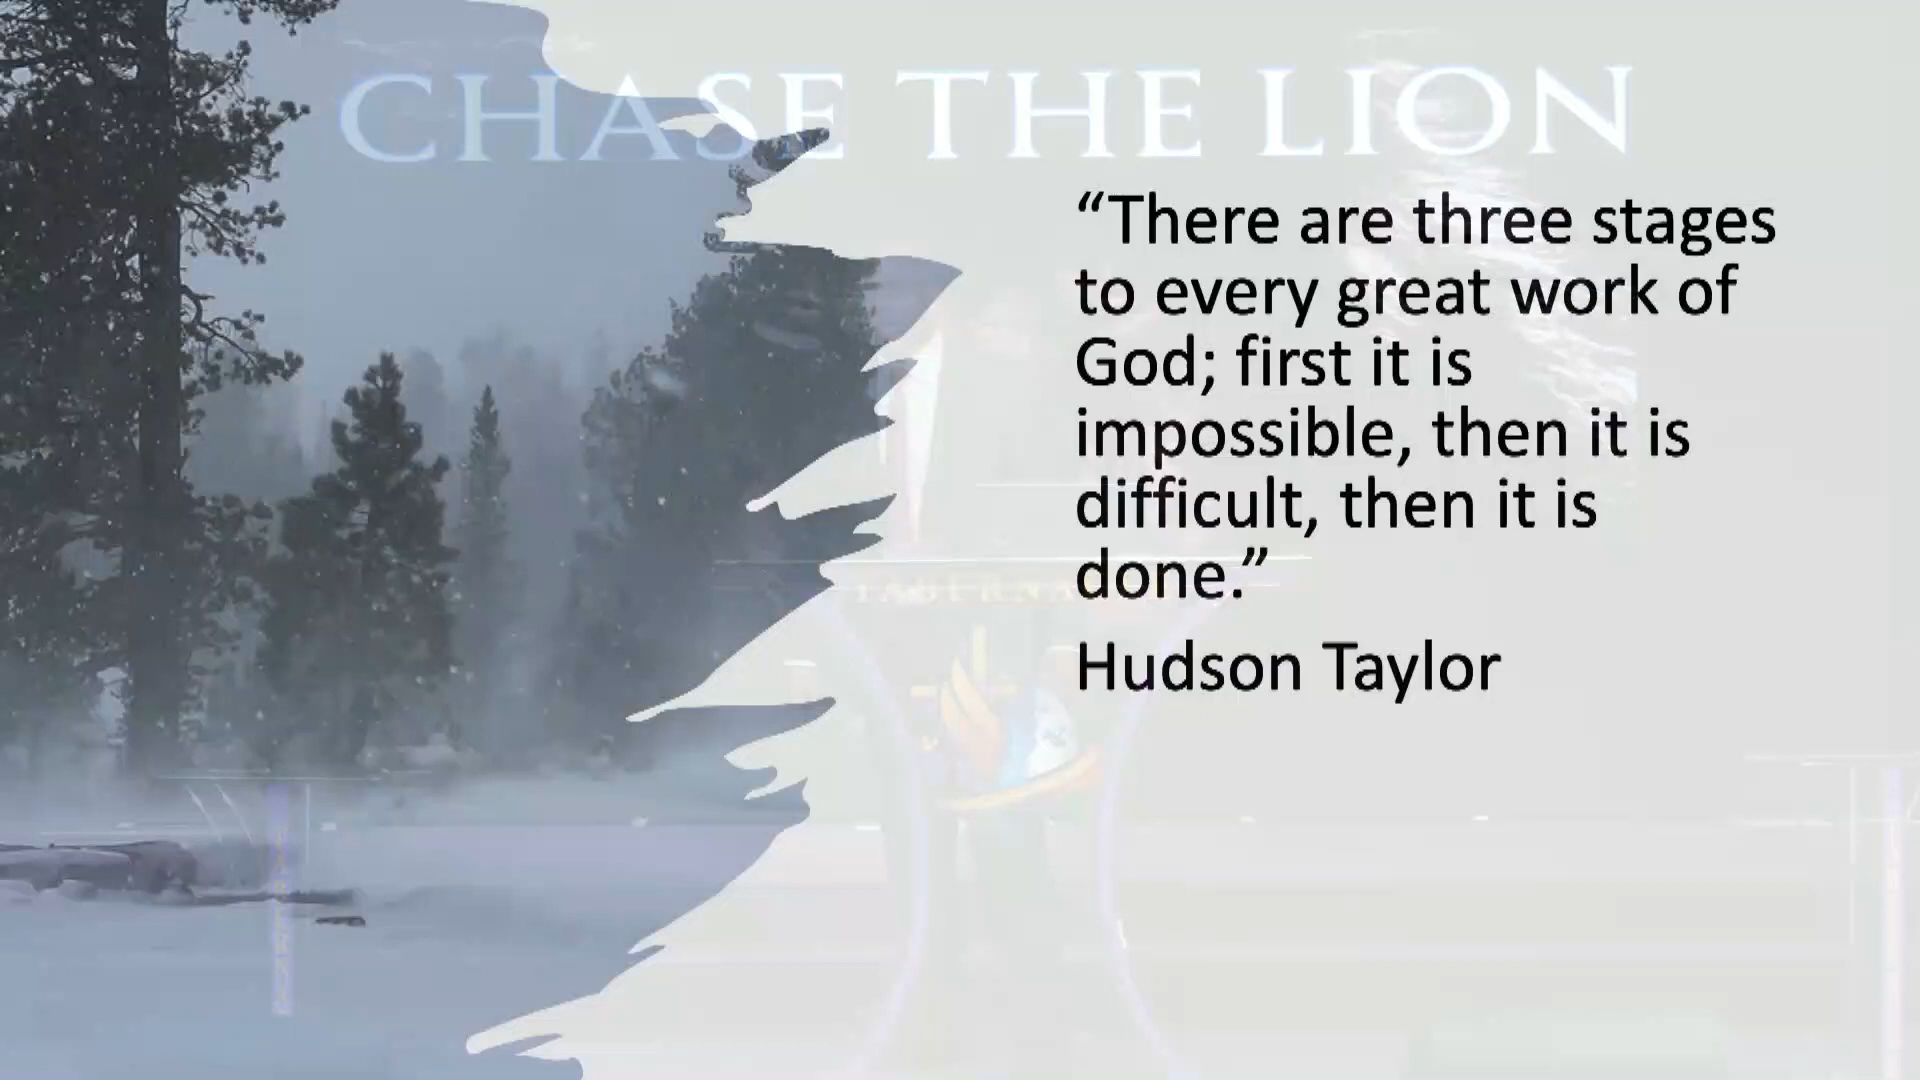 CHASE THE LION
“There are three stages
to every great work of
God; first it is
impossible, then it is
difficult, then it is
done.”
Hudson Taylor